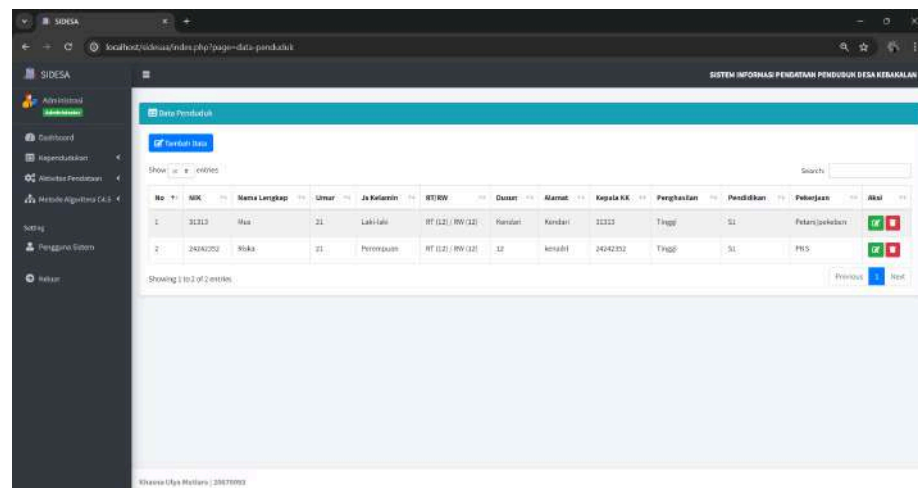 SIDESA
localhost/sidesaa/index.php?page=data-penduduk
SIDESA
SISTEM INFORMASI PENDATAAN PENDUDUK DESA KEBAKALAN
Administrasi
Administrator
Data Penduduk
Dashboard
Tambah Data
Kependudukan
Show entries
Search:
Aktivitas Pendataan
Metode Algoritma C4.5
No NIK Nama Lengkap Umur Js Kelamin RT/RW Dusun Alamat Kepala KK Penghasilan Pendidikan Pekerjaan Aksi
1 31313 21 Laki-laki RT (12) / RW (12) Kendari Kendari 31313 Tinggi S1 Petani/pekebun
Setting
Pengguna Sistem
2 24242352 Riska 21 Perempuan RT (12) / RW (12) 12 24242352 Tinggi S1 PNS
Keluar
Showing 1 to 2 of 2 entries
Previous 1 Next